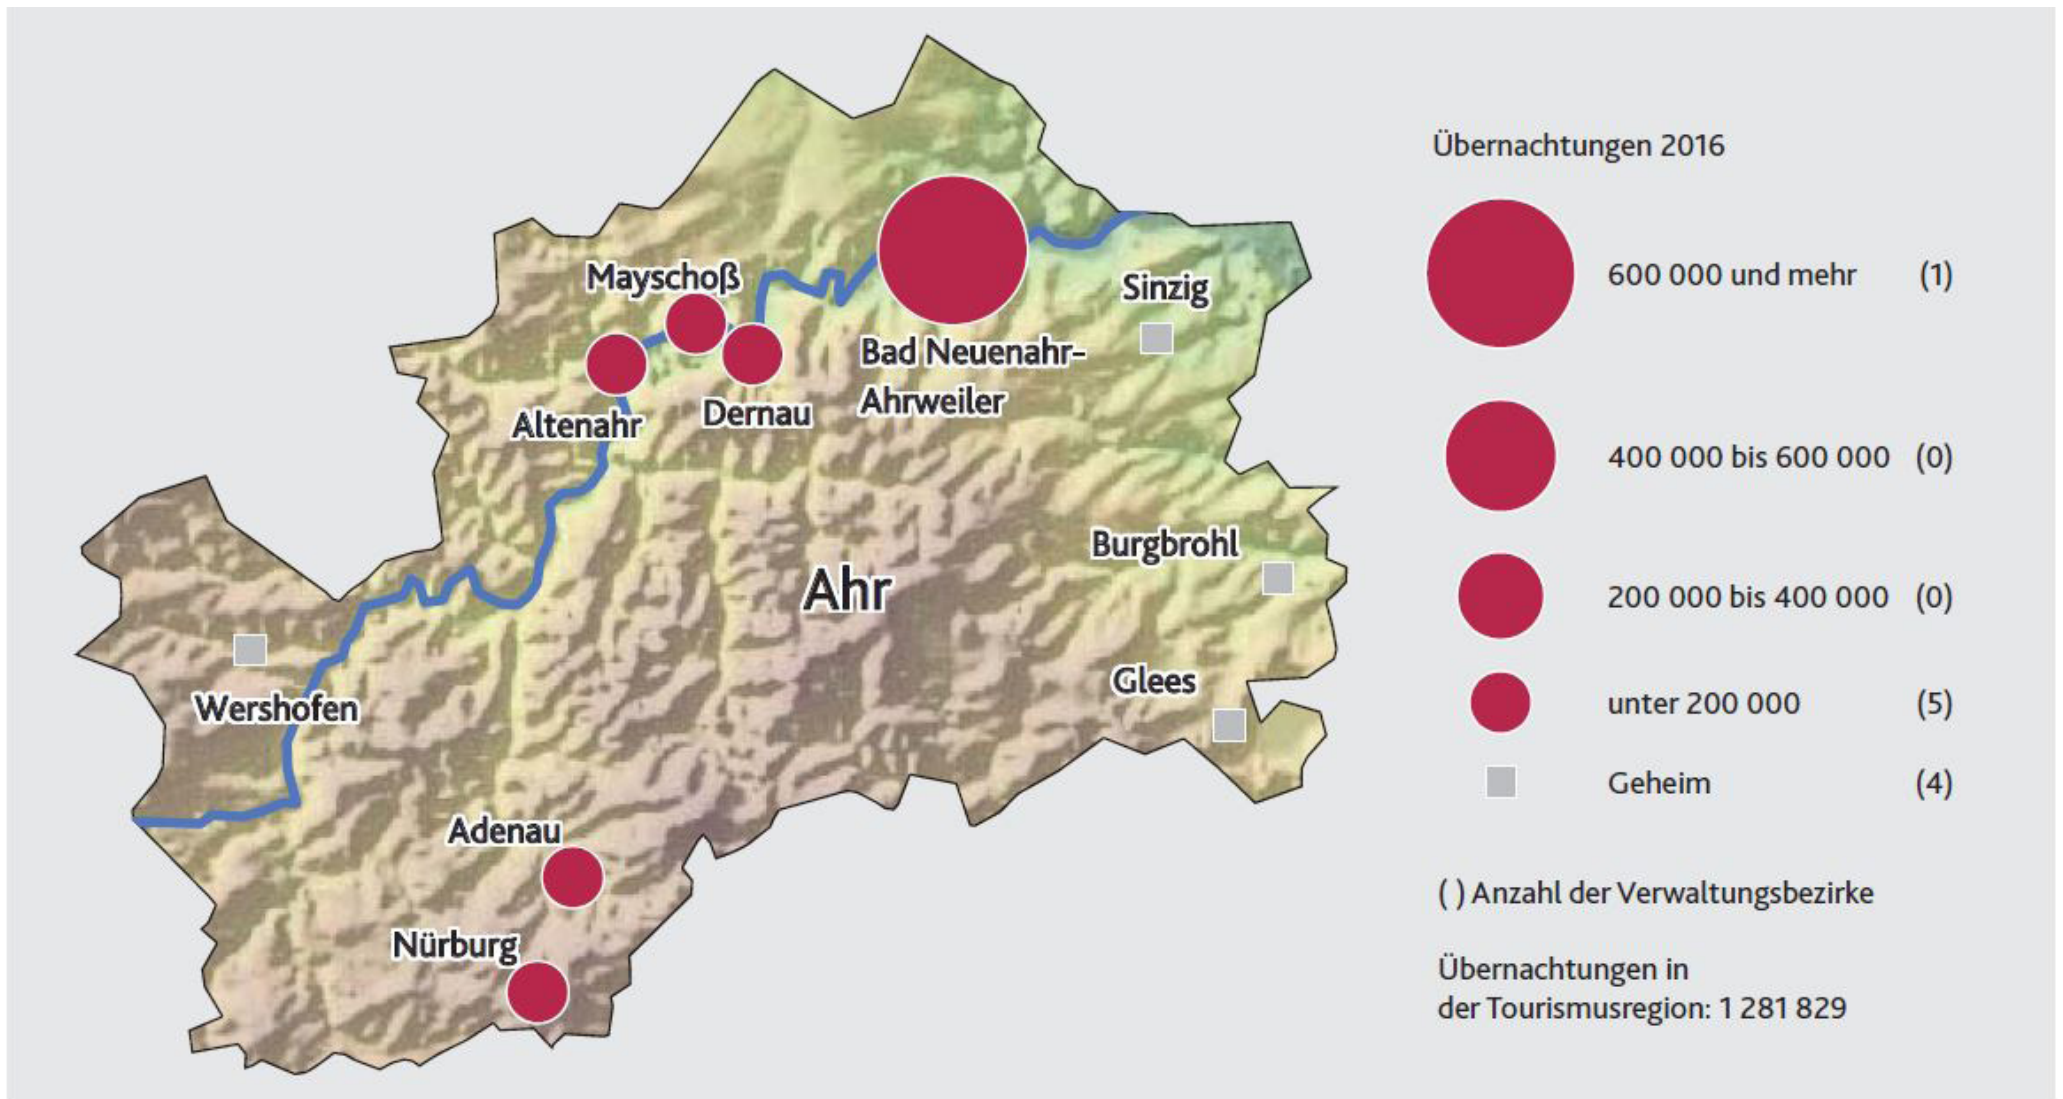 Mayschoß
Sinzig
Bad Neuenahr-
Ahrweiler
Altenahr
Dernau
Burgbrohl
Ahr
Glees
Wershofen
Adenau
Nürburg
Übernachtungen 2016
600 000 und mehr (1)
400 000 bis 600 000 (0)
200 000 bis 400 000 (0)
unter 200 000 (5)
Geheim (4)
( ) Anzahl der Verwaltungsbezirke
Übernachtungen in
der Tourismusregion: 1 281 829